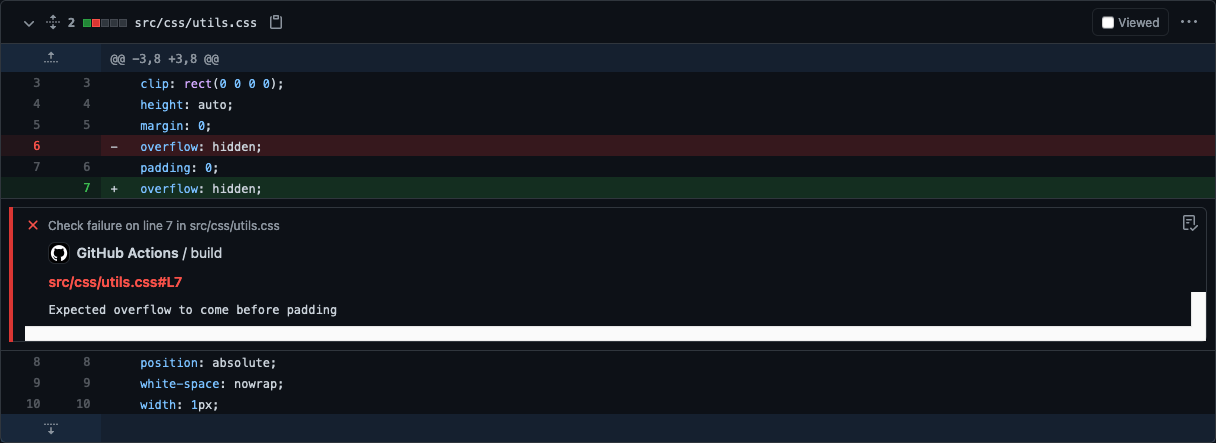 2 src/css/utils.css Viewed
@@ -3,8 +3,8 @@
3 3 clip: rect(0 0 0 0);
4 4 height: auto;
5 5 margin: 0;
6 - overflow: hidden;
7 6 padding: 0;
7 + overflow: hidden;
Check failure on line 7 in src/css/utils.css
GitHub Actions / build
src/css/utils.css#L7
Expected overflow to come before padding
8 8 position: absolute;
9 9 white-space: nowrap;
10 10 width: 1px;